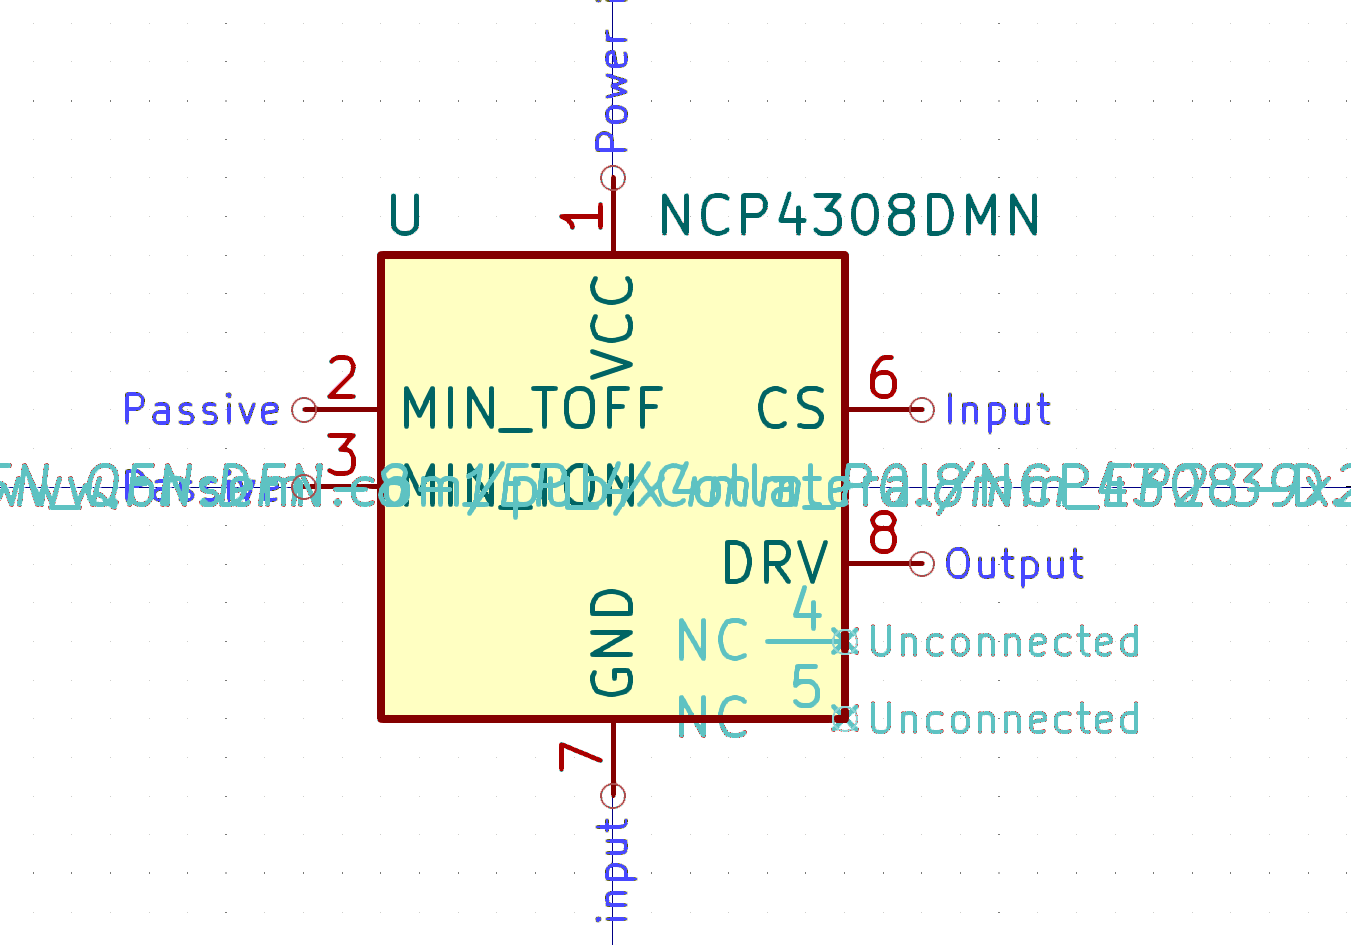 Power
U
NCP4308DMN
1
VCC
2
Passive
MIN_TOFF
CS
6
Input
3
Passive
MIN_TON
8
DRV
Output
GND
4
NC
Unconnected
5
NC
Unconnected
7
input